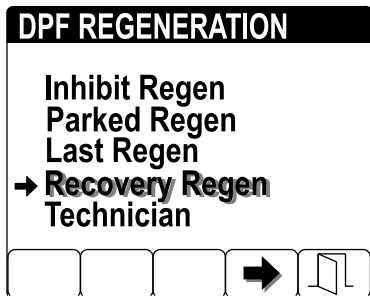 DPF REGENERATION
Inhibit Regen
Parked Regen
Last Regen
Recovery Regen
Technician